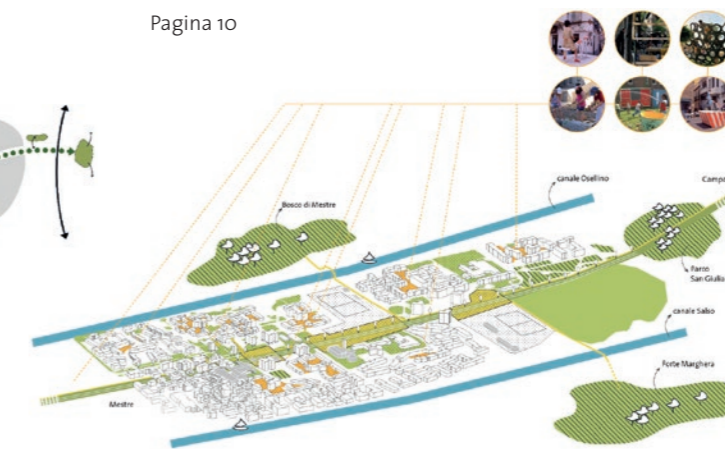 Pagina 10
canale Osellino
Bosco di Mestre
Parco
San Giuliano
canale Salso
Forte Marghera
Mestre